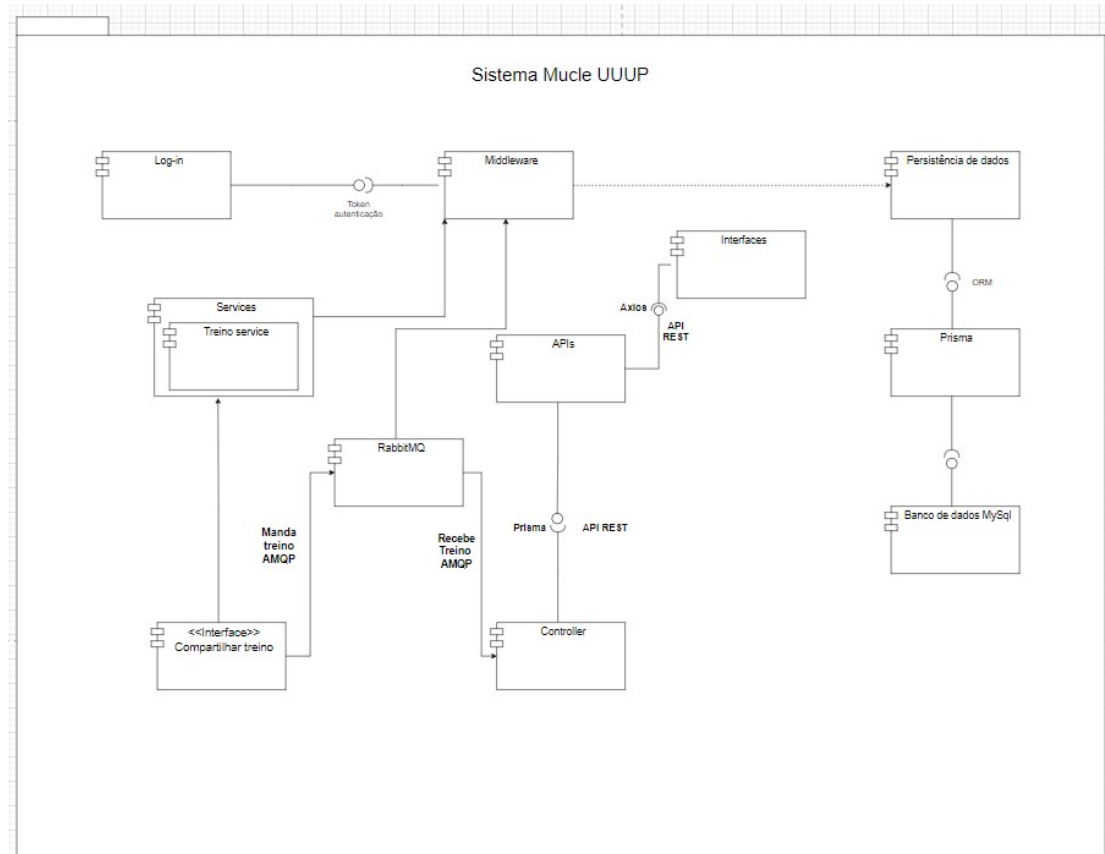 Sistema Mucle UUUP
Log-in
Middleware
Persistência de dados
Token
autenticação
Interfaces
ORM
Services
Treino service
Axios
API
REST
APIs
Prisma
RabbitMQ
Manda
treino
AMQP
Recebe
Treino
AMQP
Prisma
API REST
Banco de dados MySql
<<Interface>>
Compartilhar treino
Controller